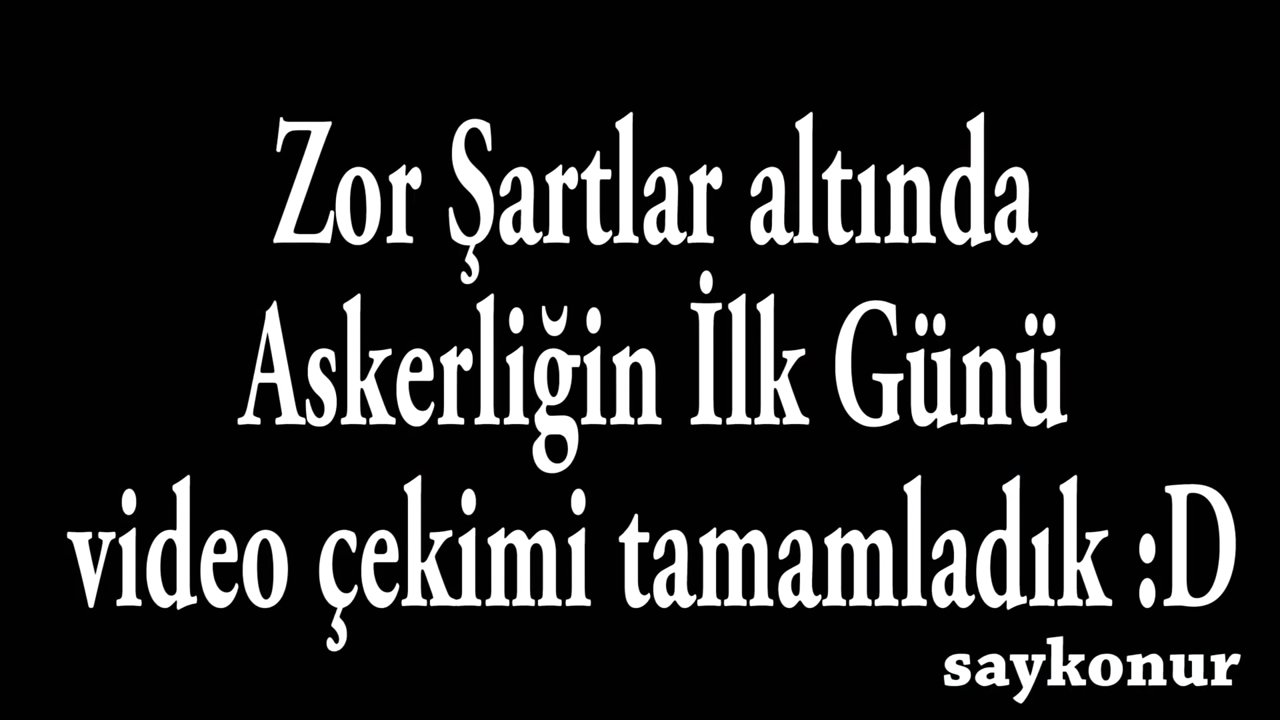 Zor Şartlar altında
Askerliğin İlk Günü
video çekimi tamamladık :D
saykonur